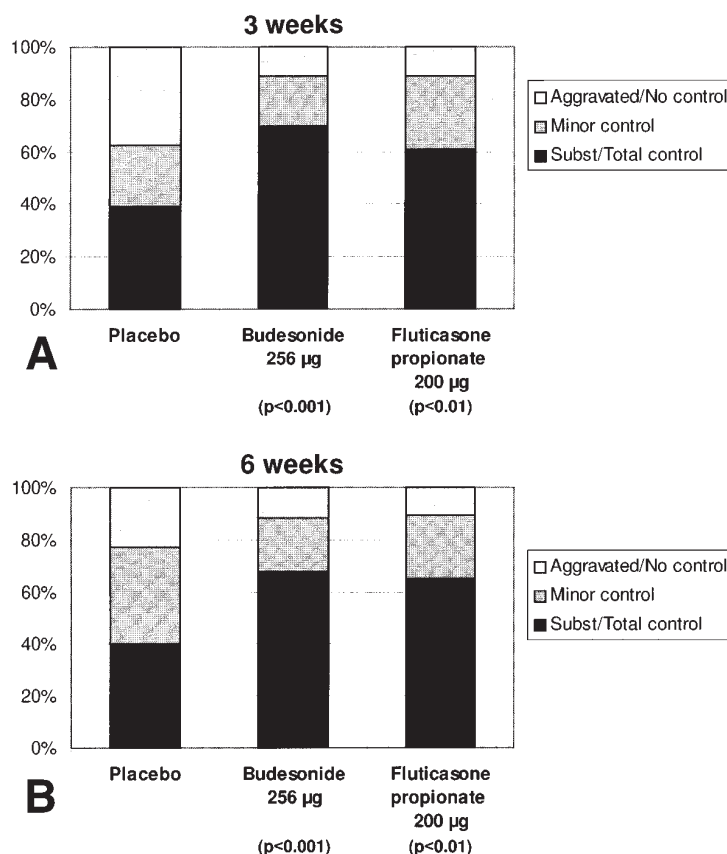 3 weeks
100%
80%
60%
40%
20%
0%
Aggravated/No control
Minor control
Subst/Total control
A
Placebo
Budesonide
256 µg
(p<0.001)
Fluticasone
propionate
200 µg
(p<0.01)
6 weeks
100%
80%
60%
40%
20%
0%
Aggravated/No control
Minor control
Subst/Total control
B
Placebo
Budesonide
256 µg
(p<0.001)
Fluticasone
propionate
200 µg
(p<0.01)